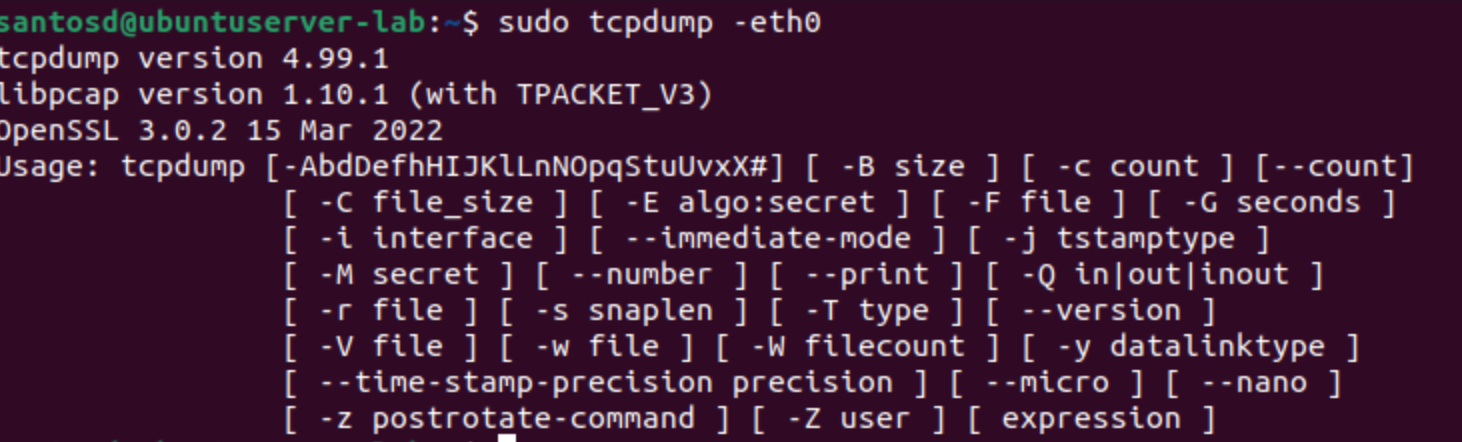 santosd@ubuntuserver-lab:~$ sudo tcpdump -eth0
tcpdump version 4.99.1
libpcap version 1.10.1 (with TPACKET_V3)
OpenSSL 3.0.2 15 Mar 2022
Usage: tcpdump [-AbdDefhHIJKlLnNOpqStuUvxX#] [ -B size ] [ -c count ] [--count]
[ -C file_size ] [ -E algo:secret ] [ -F file ] [ -G seconds ]
[ -i interface ] [ --immediate-mode ] [ -j tstamptype ]
[ -M secret ] [ --number ] [ --print ] [ -Q in|out|inout ]
[ -r file ] [ -s snaplen ] [ -T type ] [ --version ]
[ -V file ] [ -w file ] [ -W filecount ] [ -y datalinktype ]
[ --time-stamp-precision precision ] [ --micro ] [ --nano ]
[ -z postrotate-command ] [ -Z user ] [ expression ]